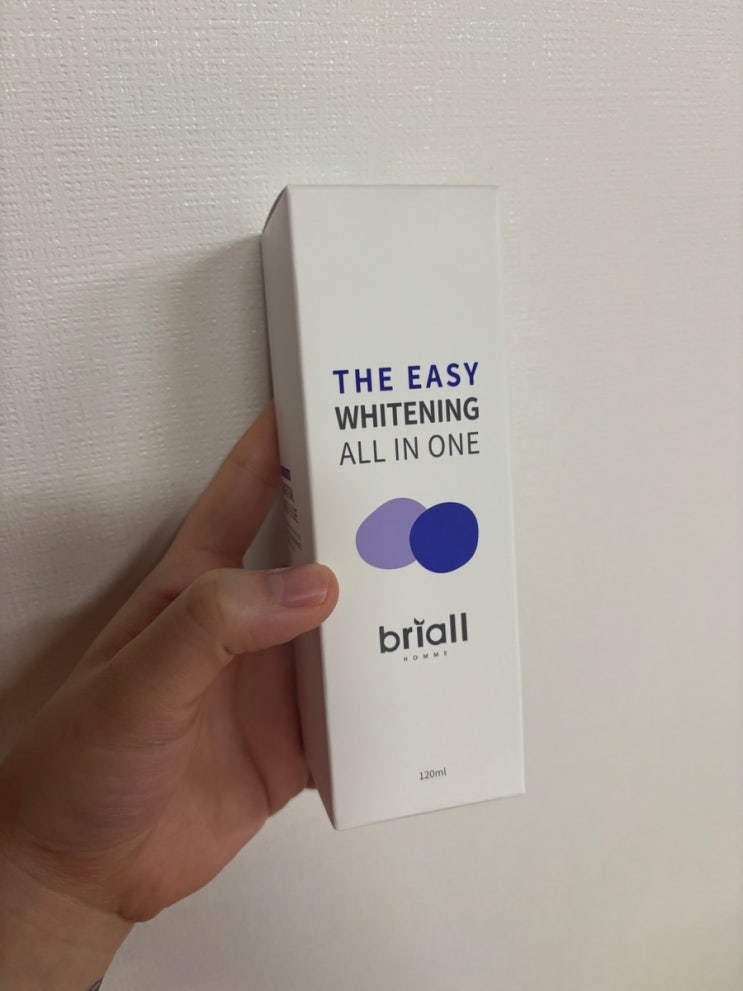 THE EASY
WHITENING
ALL IN ONE
briall
HOMME
120ml